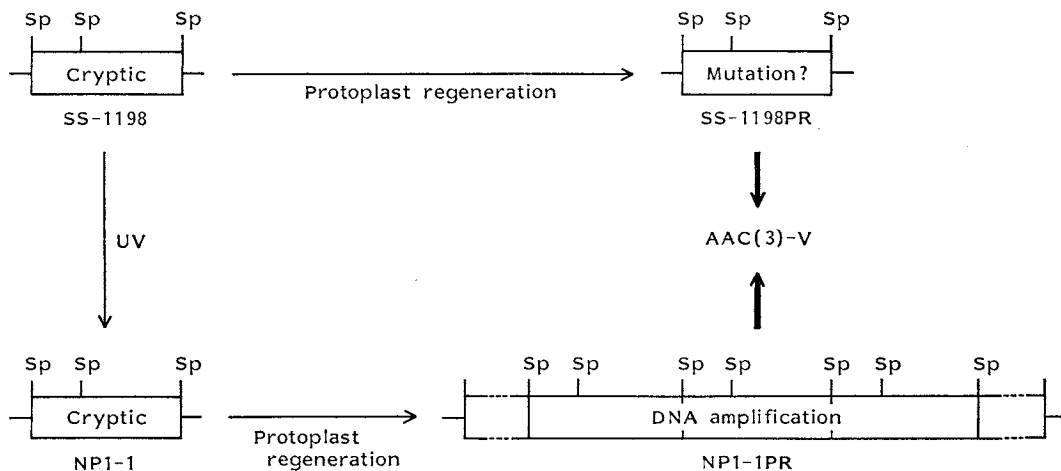 Sp Sp Sp
Cryptic
SS-1198
Protoplast regeneration
Sp Sp Sp
Mutation?
SS-1198PR
UV
AAC(3)-V
Sp Sp Sp
Cryptic
NP1-1
Protoplast
regeneration
Sp Sp Sp Sp Sp Sp Sp
DNA amplification
NP1-1PR